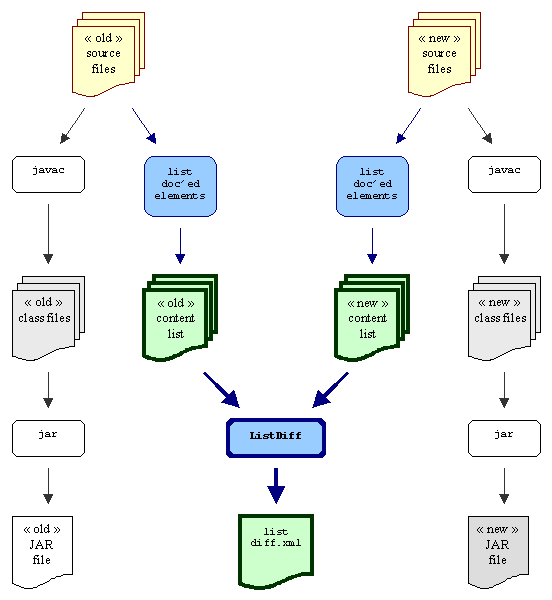 « old »
source
files
« new »
source
files
javac
list
doc´ed
elements
list
doc´ed
elements
javac
« old »
class files
« old »
content
list
« new »
content
list
« new »
class files
jar
ListDiff
jar
« old »
JAR
file
list
diff.xml
« new »
JAR
file